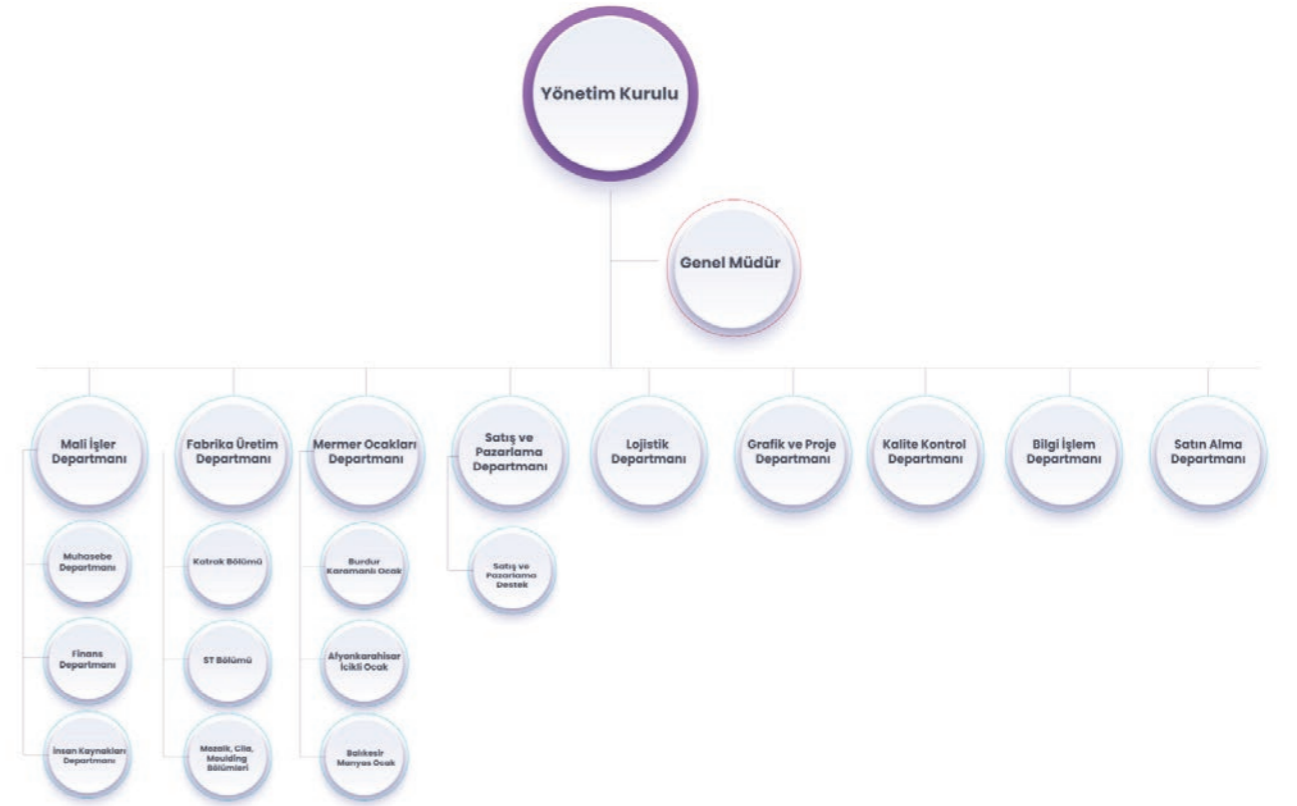 Yönetim Kurulu
Genel Müdür
Mali İşler
Departmanı
Fabrika Üretim
Departmanı
Mermer Ocakları
Departmanı
Satış ve
Pazarlama
Departmanı
Lojistik
Departmanı
Grafik ve Proje
Departmanı
Kalite Kontrol
Departmanı
Bilgi İşlem
Departmanı
Satın Alma
Departmanı
Muhasebe
Departmanı
Katrak Bölümü
Burdur
Karamanlı Ocak
Satış ve
Pazarlama
Destek
Finans
Departmanı
ST Bölümü
Afyonkarahisar
İcikli Ocak
İnsan Kaynakları
Departmanı
Mozaik, Cila,
Moulding
Bölümleri
Balıkesir
Manyas Ocak